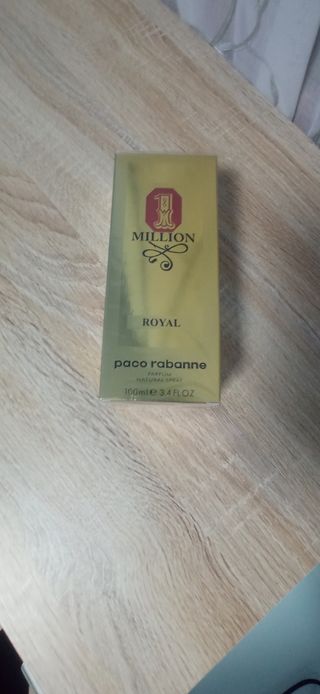 1
MILLION
ROYAL
paco rabanne
PARFUM
NATURAL SPRAY
100ml e 3.4 FL.OZ